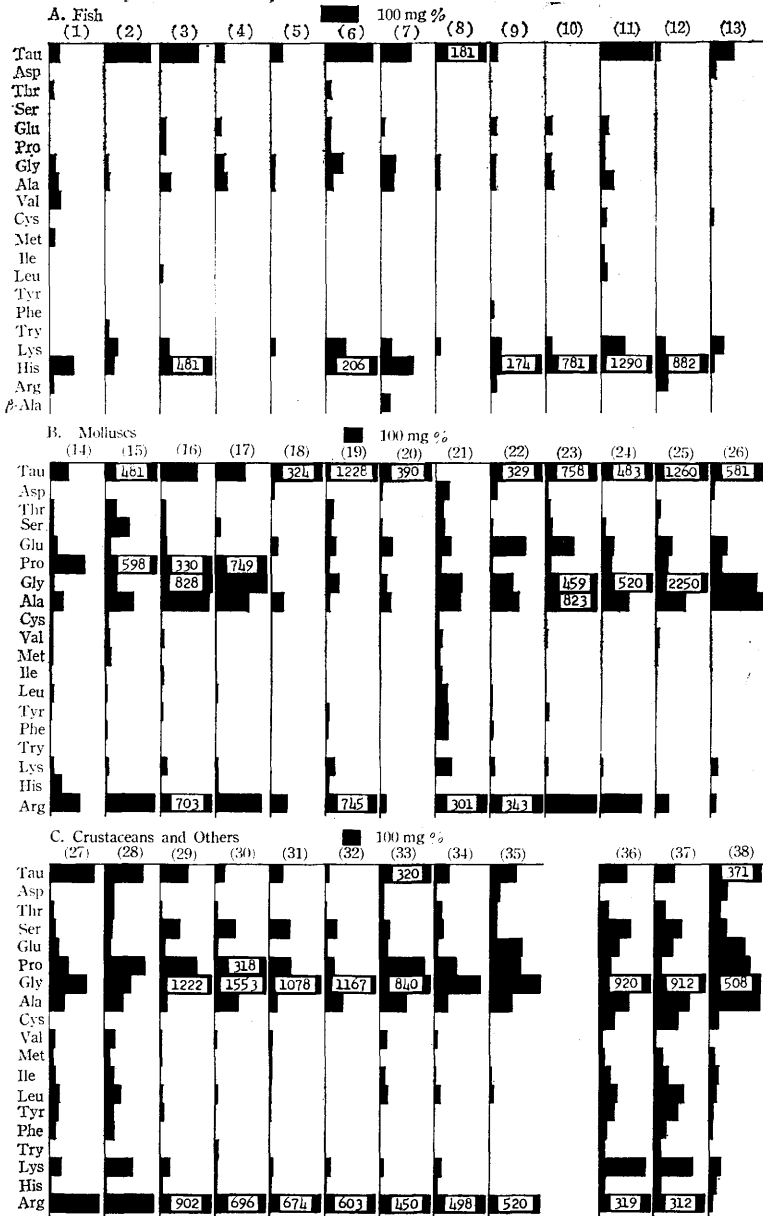 A. Fish 100 mg %
(1) (2) (3) (4) (5) (6) (7) (8) (9) (10) (11) (12) (13)
Tau 181
Asp
Thr
Ser
Glu
Pro
Gly
Ala
Val
Cys
Met
Ile
Leu
Tyr
Phe
Try
Lys
His 481 206 174 781 1290 882
Arg
β-Ala
B. Molluscs 100 mg %
(14) (15) (16) (17) (18) (19) (20) (21) (22) (23) (24) (25) (26)
Tau 481 324 1228 390 329 758 483 1260 581
Asp
Thr
Ser
Glu
Pro 598 330 749
Gly 828 459 520 2250
Ala 823
Cys
Val
Met
Ile
Leu
Tyr
Phe
Try
Lys
His
Arg 703 745 301 343
C. Crustaceans and Others 100 mg %
(27) (28) (29) (30) (31) (32) (33) (34) (35) (36) (37) (38)
Tau 320 371
Asp
Thr
Ser
Glu
Pro 318
Gly 1222 1553 1078 1167 840 920 912 508
Ala
Cys
Val
Met
Ile
Leu
Tyr
Phe
Try
Lys
His
Arg 902 696 674 603 450 498 520 319 312